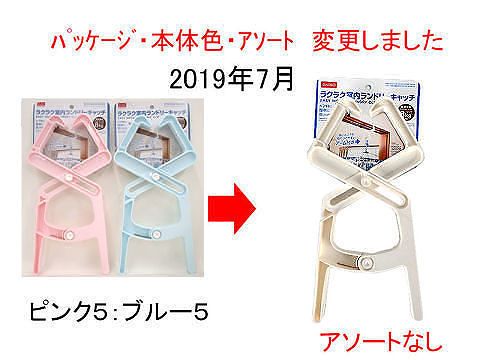 ﾊﾟｯｹｰｼﾞ・本体色・ｱｿｰﾄ　変更しました
2019年7月
ラクラク室内ランドリーキャッチ
ラクラク室内ランドリーキャッチ
ラクラク室内ランドリーキャッチ
ピンク５：ブルー５
アソートなし